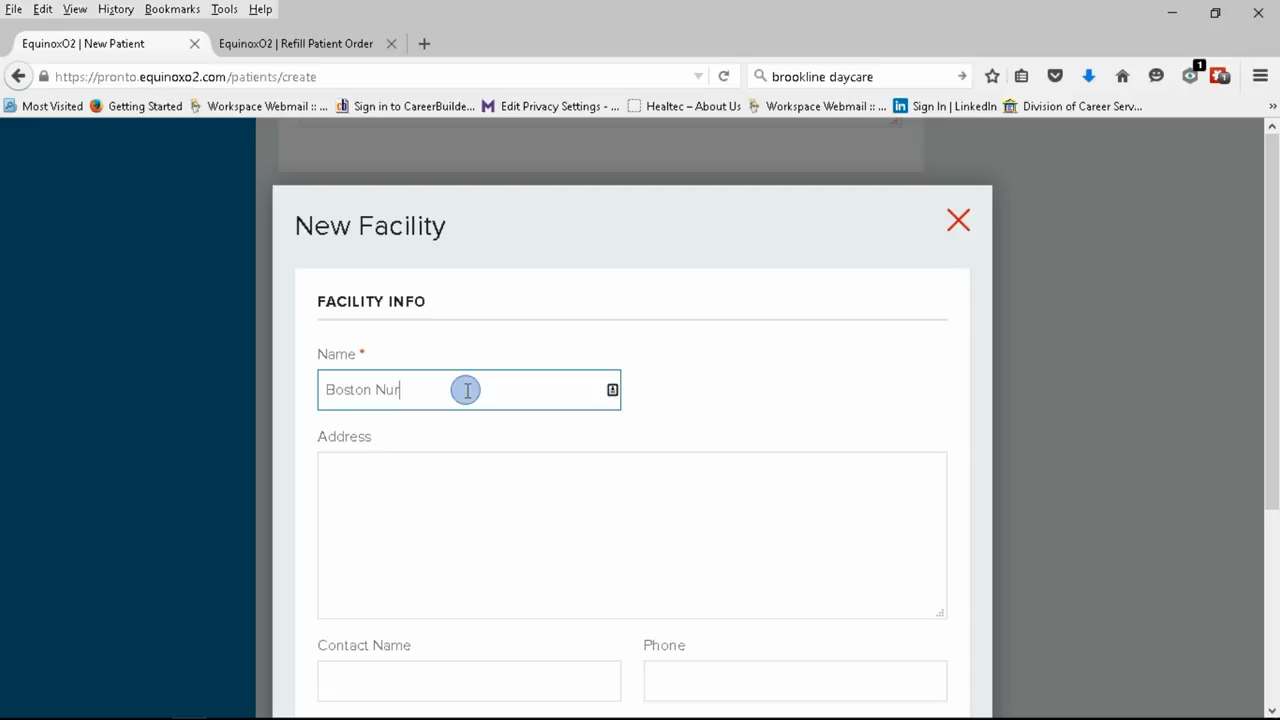 File Edit View History Bookmarks Tools Help
EquinoxO2 | New Patient EquinoxO2 | Refill Patient Order
https://pronto.equinoxo2.com/patients/create brookline daycare 1
Most Visited Getting Started Workspace Webmail :: ... Sign in to CareerBuilde... Edit Privacy Settings - ... Healtec – About Us Workspace Webmail :: ... Sign In | LinkedIn Division of Career Serv... »
New Facility
FACILITY INFO
Name *
Boston Nur
Address
Contact Name Phone